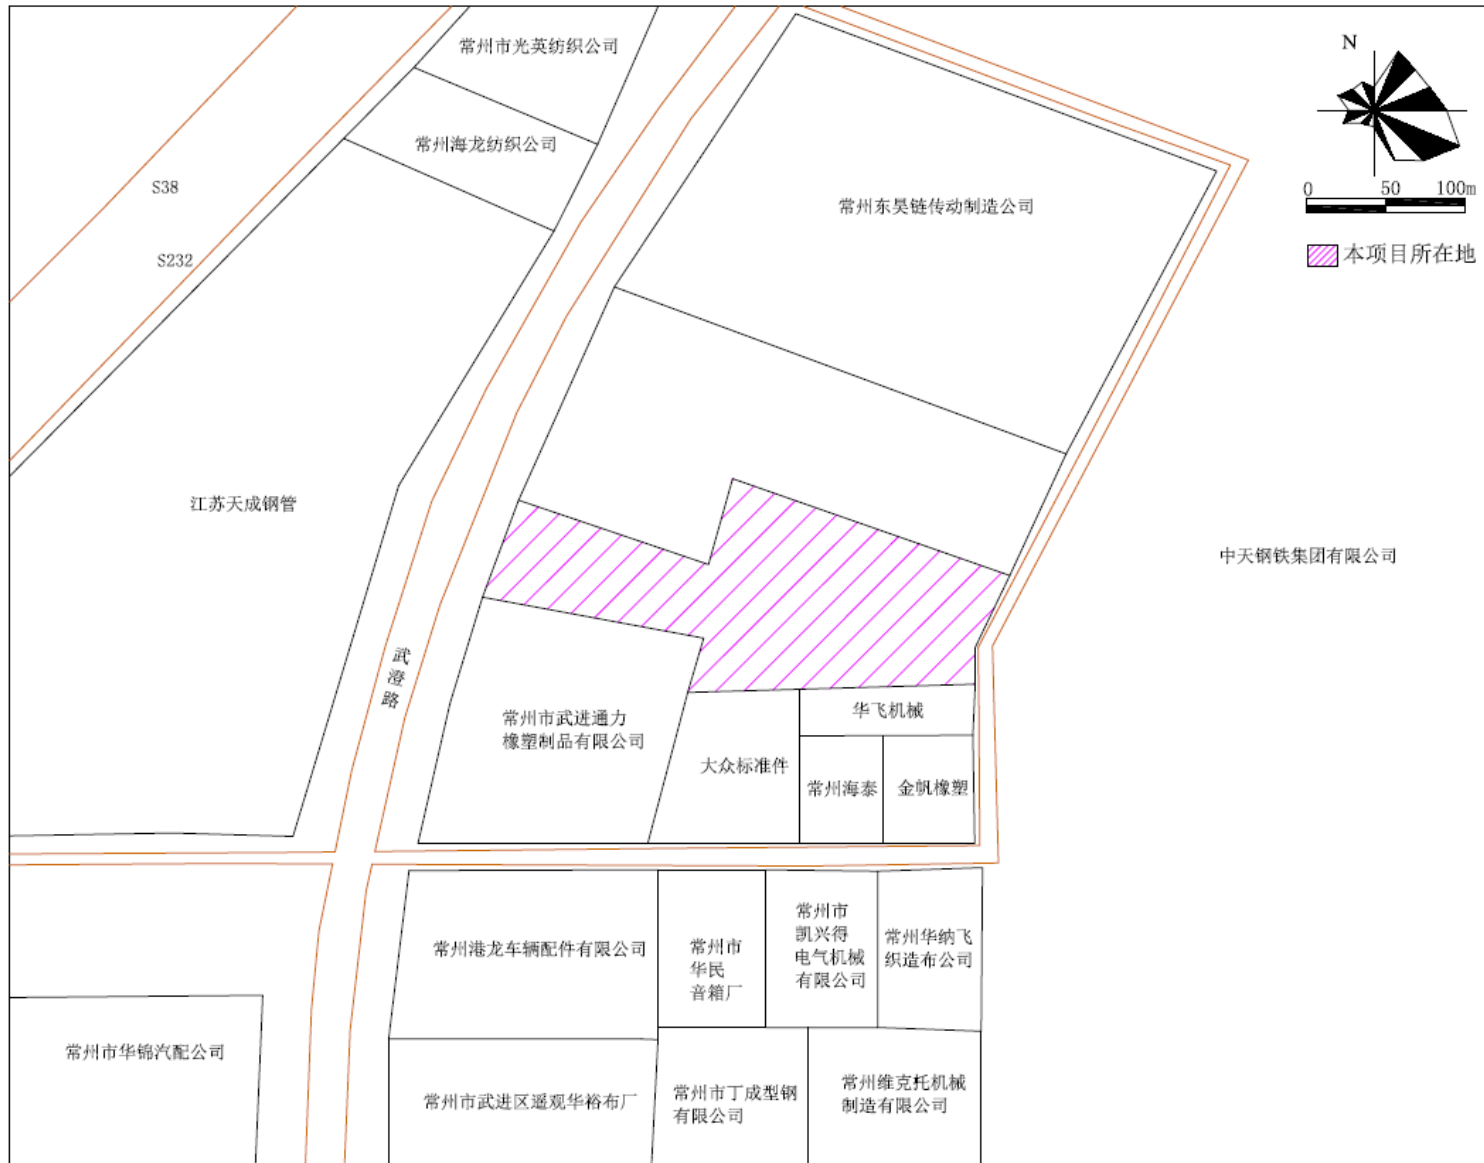 常州市光英纺织公司
N
常州海龙纺织公司
S38
0 50 100m
常州东昊链传动制造公司
本项目所在地
S232
江苏天成钢管
中天钢铁集团有限公司
武
澄
路
常州市武进通力
橡塑制品有限公司
华飞机械
大众标准件
常州海泰
金帆橡塑
常州港龙车辆配件有限公司
常州市
华民
音箱厂
常州市
凯兴得
电气机械
有限公司
常州华纳飞
织造布公司
常州市华锦汽配公司
常州市武进区遥观华裕布厂
常州市丁成型钢
有限公司
常州维克托机械
制造有限公司